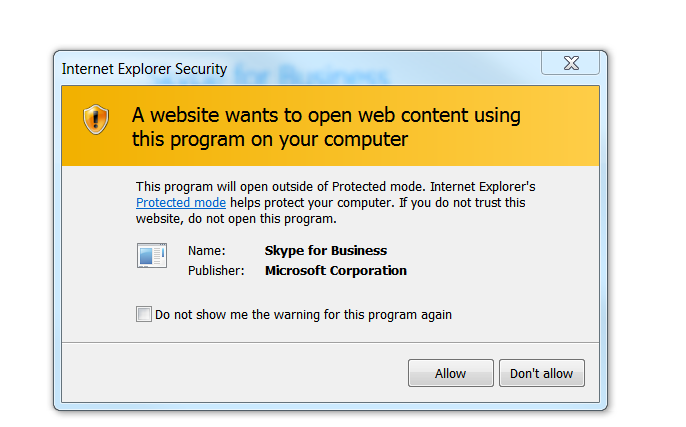 Skype for Business
Internet Explorer Security
A website wants to open web content using
this program on your computer
This program will open outside of Protected mode. Internet Explorer's
Protected mode helps protect your computer. If you do not trust this
website, do not open this program.
Name: Skype for Business
Publisher: Microsoft Corporation
Do not show me the warning for this program again
Allow Don't allow